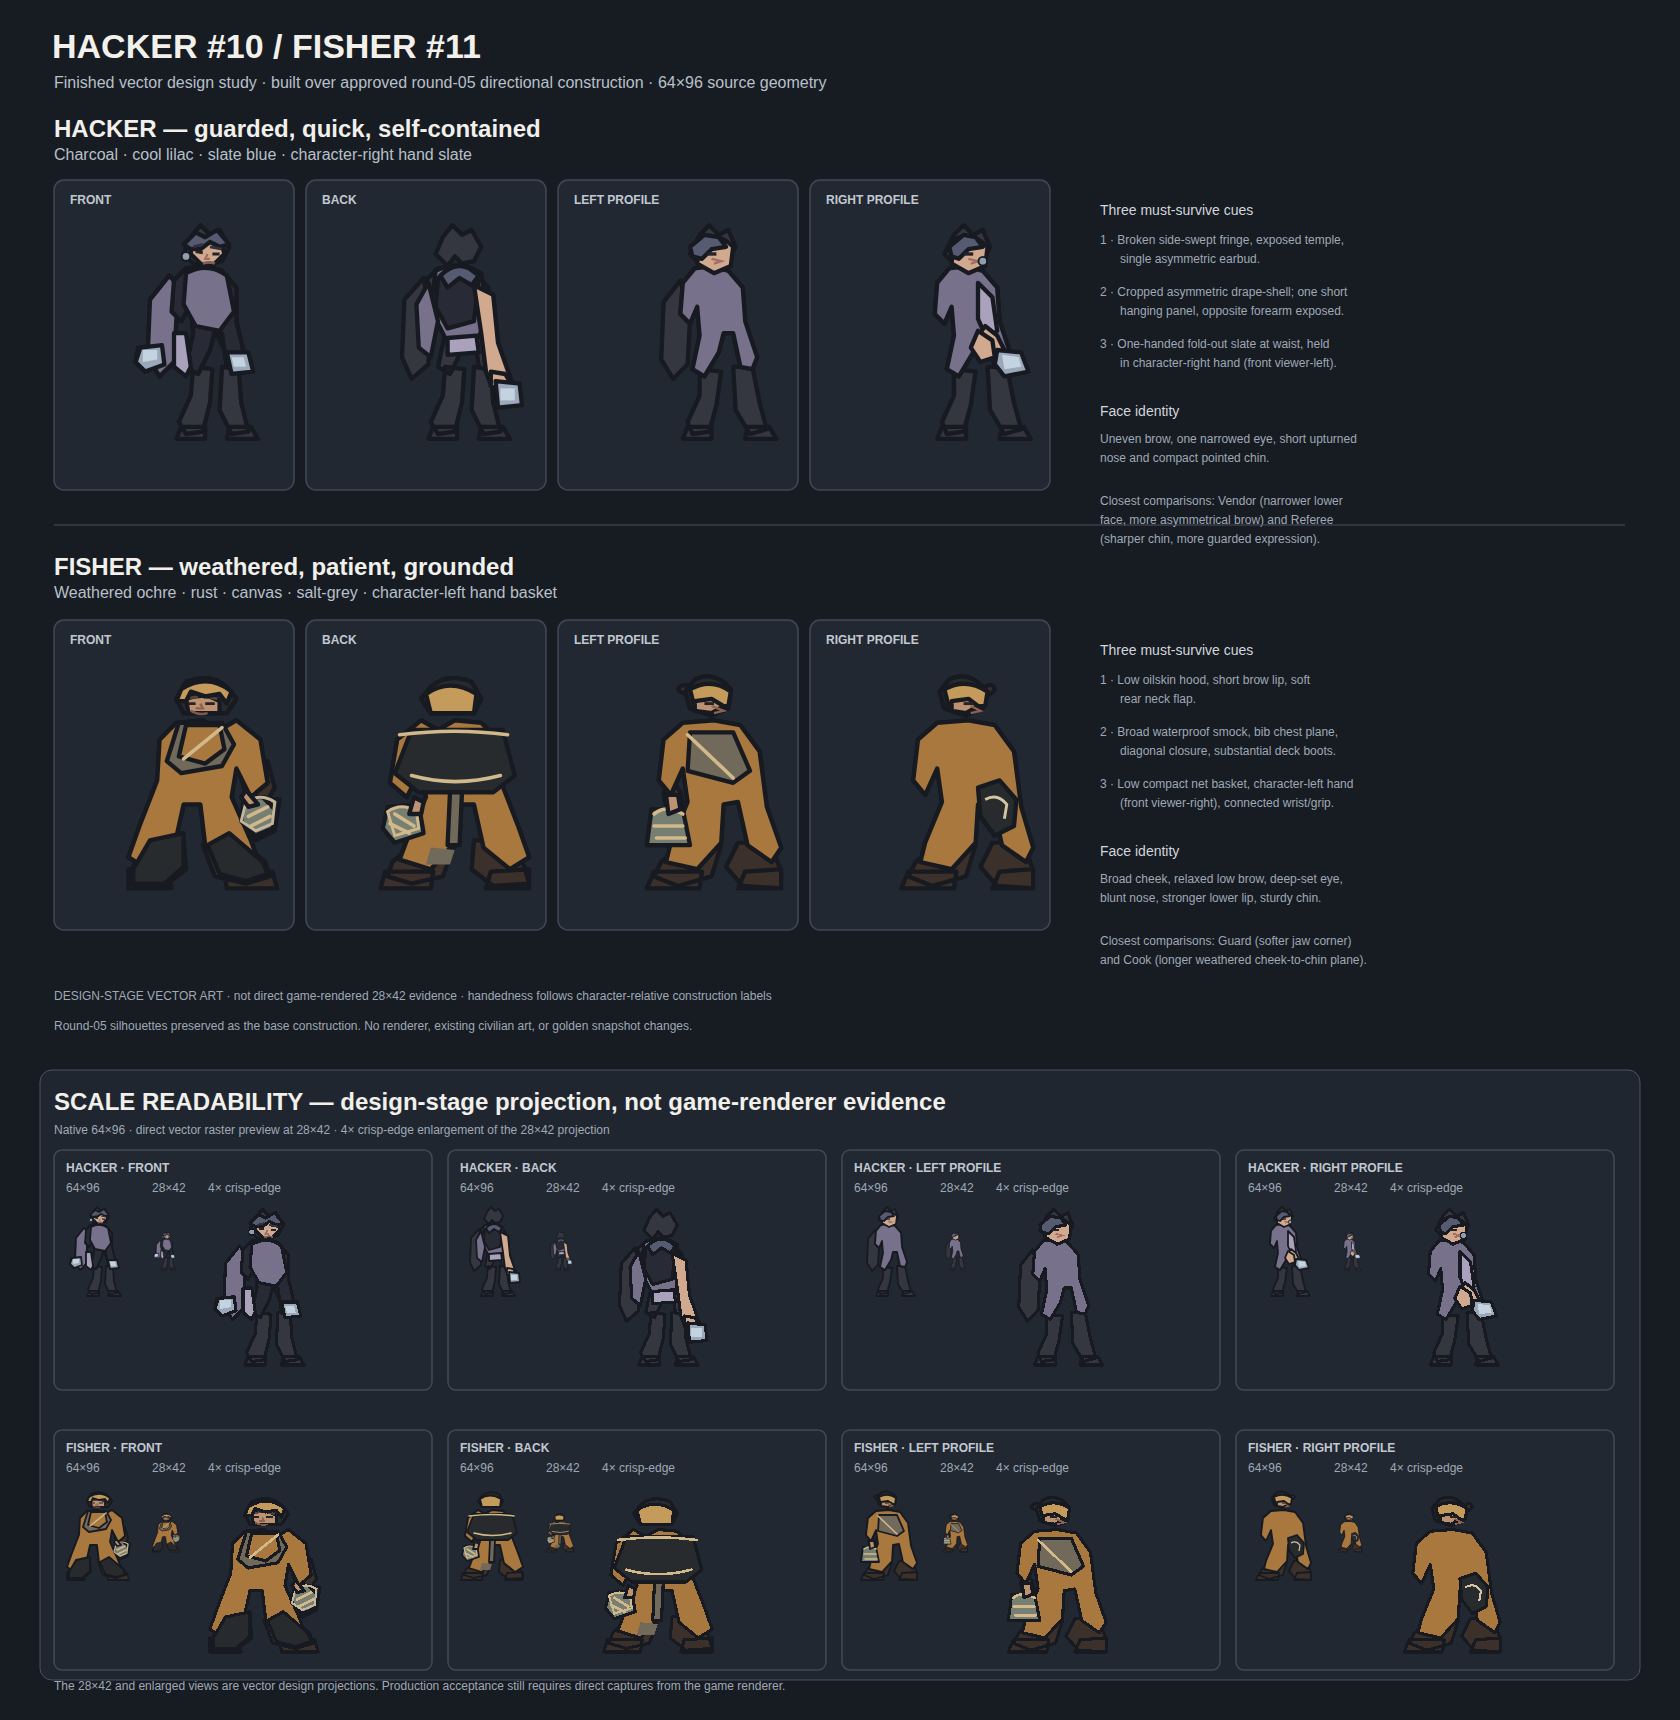 HACKER #10 / FISHER #11
Finished vector design study · built over approved round-05 directional construction · 64×96 source geometry
HACKER — guarded, quick, self-contained
Charcoal · cool lilac · slate blue · character-right hand slate
FRONT
BACK
LEFT PROFILE
RIGHT PROFILE
Three must-survive cues
1 · Broken side-swept fringe, exposed temple,
single asymmetric earbud.
2 · Cropped asymmetric drape-shell; one short
hanging panel, opposite forearm exposed.
3 · One-handed fold-out slate at waist, held
in character-right hand (front viewer-left).
Face identity
Uneven brow, one narrowed eye, short upturned
nose and compact pointed chin.
Closest comparisons: Vendor (narrower lower
face, more asymmetrical brow) and Referee
(sharper chin, more guarded expression).
FISHER — weathered, patient, grounded
Weathered ochre · rust · canvas · salt-grey · character-left hand basket
FRONT
BACK
LEFT PROFILE
RIGHT PROFILE
Three must-survive cues
1 · Low oilskin hood, short brow lip, soft
rear neck flap.
2 · Broad waterproof smock, bib chest plane,
diagonal closure, substantial deck boots.
3 · Low compact net basket, character-left hand
(front viewer-right), connected wrist/grip.
Face identity
Broad cheek, relaxed low brow, deep-set eye,
blunt nose, stronger lower lip, sturdy chin.
Closest comparisons: Guard (softer jaw corner)
and Cook (longer weathered cheek-to-chin plane).
DESIGN-STAGE VECTOR ART · not direct game-rendered 28×42 evidence · handedness follows character-relative construction labels
Round-05 silhouettes preserved as the base construction. No renderer, existing civilian art, or golden snapshot changes.
SCALE READABILITY — design-stage projection, not game-renderer evidence
Native 64×96 · direct vector raster preview at 28×42 · 4× crisp-edge enlargement of the 28×42 projection
HACKER · FRONT
64×96 28×42 4× crisp-edge
HACKER · BACK
64×96 28×42 4× crisp-edge
HACKER · LEFT PROFILE
64×96 28×42 4× crisp-edge
HACKER · RIGHT PROFILE
64×96 28×42 4× crisp-edge
FISHER · FRONT
64×96 28×42 4× crisp-edge
FISHER · BACK
64×96 28×42 4× crisp-edge
FISHER · LEFT PROFILE
64×96 28×42 4× crisp-edge
FISHER · RIGHT PROFILE
64×96 28×42 4× crisp-edge
The 28×42 and enlarged views are vector design projections. Production acceptance still requires direct captures from the game renderer.